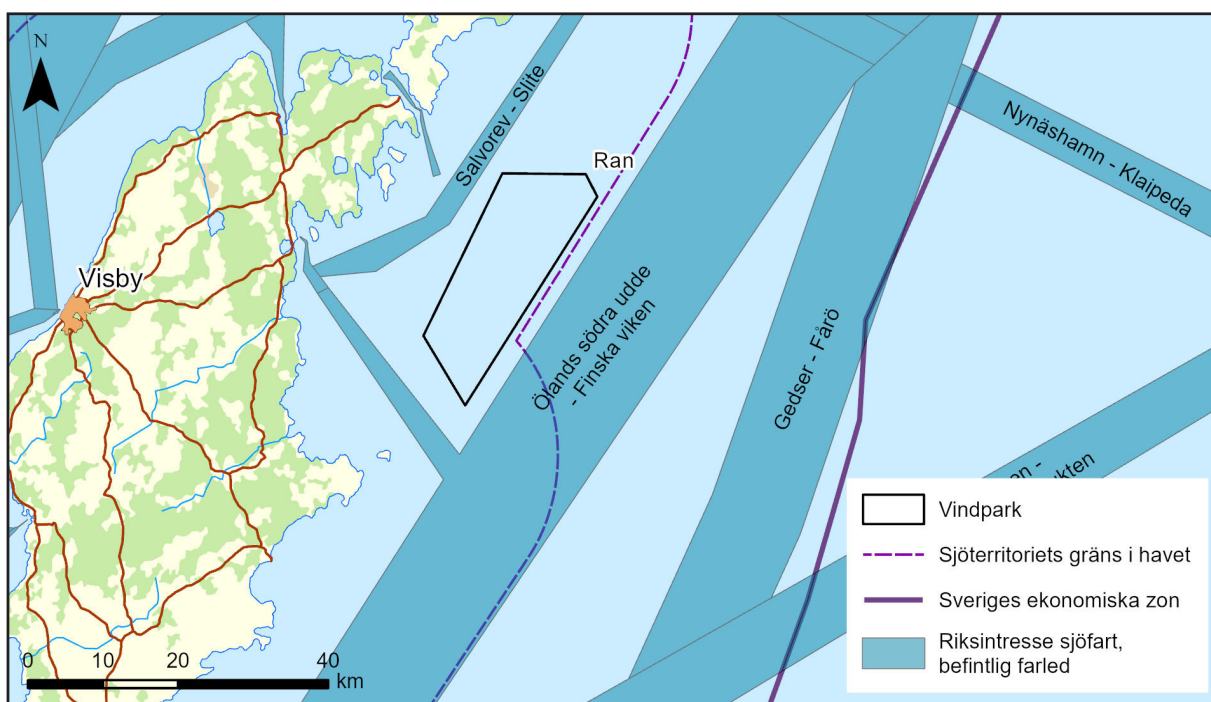 N
Salvorev - Slite
Ran
Nynäshamn - Klaipeda
Visby
Ölands södra udde
- Finska viken
Gedser - Fårö
Vindpark
Sjöterritoriets gräns i havet
Sveriges ekonomiska zon
Riksintresse sjöfart,
befintlig farled
0 10 20 40
km